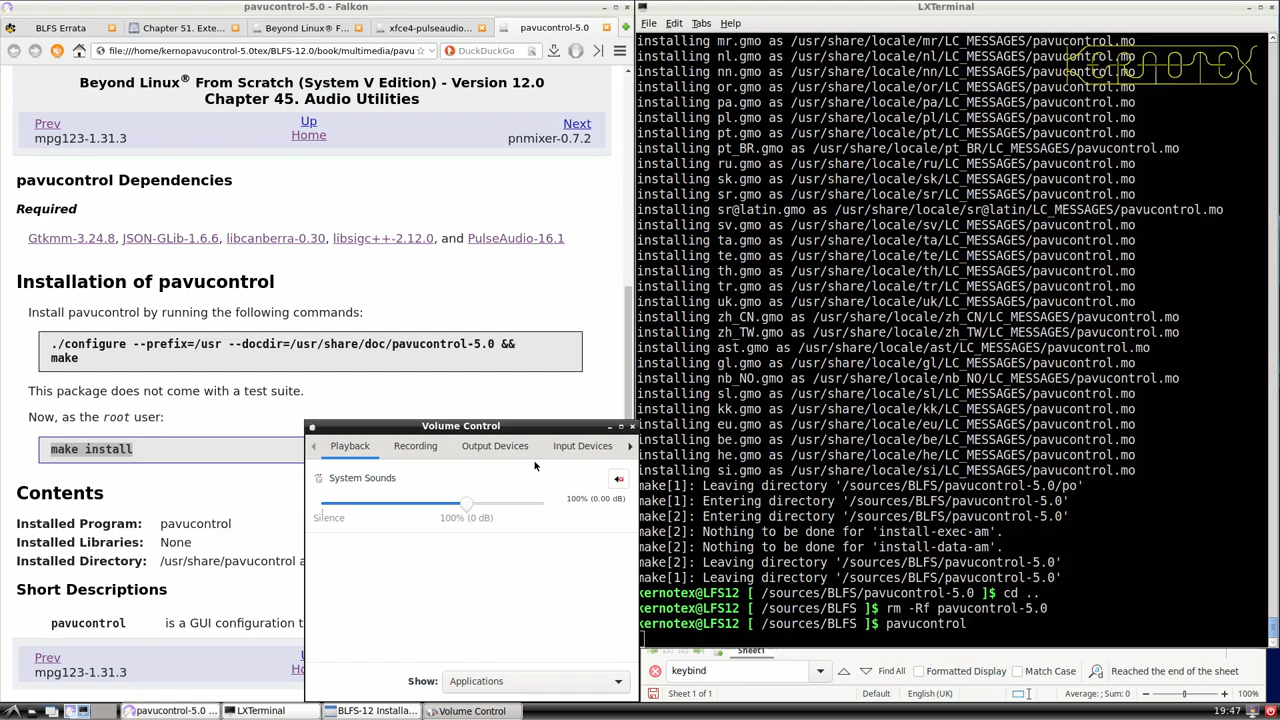 pavucontrol-5.0 - Falkon
BLFS Errata
Chapter 51. Exte...
Beyond Linux® F...
xfce4-pulseaudio...
pavucontrol-5.0
file:///home/kernopavucontrol-5.0tex/BLFS-12.0/book/multimedia/pavu
DuckDuckGo
Beyond Linux® From Scratch (System V Edition) - Version 12.0
Chapter 45. Audio Utilities
Prev
Up
Next
mpg123-1.31.3
Home
pnmixer-0.7.2
pavucontrol Dependencies
Required
Gtkmm-3.24.8, JSON-GLib-1.6.6, libcanberra-0.30, libsigc++-2.12.0, and PulseAudio-16.1
Installation of pavucontrol
Install pavucontrol by running the following commands:
./configure --prefix=/usr --docdir=/usr/share/doc/pavucontrol-5.0 &&
make
This package does not come with a test suite.
Now, as the root user:
make install
Contents
Installed Program: pavucontrol
Installed Libraries: None
Installed Directory: /usr/share/pavucontrol a
Short Descriptions
pavucontrol is a GUI configuration t
Prev
mpg123-1.31.3
Volume Control
Playback
Recording
Output Devices
Input Devices
System Sounds
100% (0.00 dB)
Silence
100% (0 dB)
Show:
Applications
LXTerminal
File Edit Tabs Help
KERNOTEX
installing mr.gmo as /usr/share/locale/mr/LC_MESSAGES/pavucontrol.mo
installing nl.gmo as /usr/share/locale/nl/LC_MESSAGES/pavucontrol.mo
installing nn.gmo as /usr/share/locale/nn/LC_MESSAGES/pavucontrol.mo
installing or.gmo as /usr/share/locale/or/LC_MESSAGES/pavucontrol.mo
installing pa.gmo as /usr/share/locale/pa/LC_MESSAGES/pavucontrol.mo
installing pl.gmo as /usr/share/locale/pl/LC_MESSAGES/pavucontrol.mo
installing pt.gmo as /usr/share/locale/pt/LC_MESSAGES/pavucontrol.mo
installing pt_BR.gmo as /usr/share/locale/pt_BR/LC_MESSAGES/pavucontrol.mo
installing ru.gmo as /usr/share/locale/ru/LC_MESSAGES/pavucontrol.mo
installing sk.gmo as /usr/share/locale/sk/LC_MESSAGES/pavucontrol.mo
installing sr.gmo as /usr/share/locale/sr/LC_MESSAGES/pavucontrol.mo
installing sr@latin.gmo as /usr/share/locale/sr@latin/LC_MESSAGES/pavucontrol.mo
installing sv.gmo as /usr/share/locale/sv/LC_MESSAGES/pavucontrol.mo
installing ta.gmo as /usr/share/locale/ta/LC_MESSAGES/pavucontrol.mo
installing te.gmo as /usr/share/locale/te/LC_MESSAGES/pavucontrol.mo
installing th.gmo as /usr/share/locale/th/LC_MESSAGES/pavucontrol.mo
installing tr.gmo as /usr/share/locale/tr/LC_MESSAGES/pavucontrol.mo
installing uk.gmo as /usr/share/locale/uk/LC_MESSAGES/pavucontrol.mo
installing zh_CN.gmo as /usr/share/locale/zh_CN/LC_MESSAGES/pavucontrol.mo
installing zh_TW.gmo as /usr/share/locale/zh_TW/LC_MESSAGES/pavucontrol.mo
installing ast.gmo as /usr/share/locale/ast/LC_MESSAGES/pavucontrol.mo
installing gl.gmo as /usr/share/locale/gl/LC_MESSAGES/pavucontrol.mo
installing nb_NO.gmo as /usr/share/locale/nb_NO/LC_MESSAGES/pavucontrol.mo
installing sl.gmo as /usr/share/locale/sl/LC_MESSAGES/pavucontrol.mo
installing kk.gmo as /usr/share/locale/kk/LC_MESSAGES/pavucontrol.mo
installing eu.gmo as /usr/share/locale/eu/LC_MESSAGES/pavucontrol.mo
installing be.gmo as /usr/share/locale/be/LC_MESSAGES/pavucontrol.mo
installing he.gmo as /usr/share/locale/he/LC_MESSAGES/pavucontrol.mo
installing si.gmo as /usr/share/locale/si/LC_MESSAGES/pavucontrol.mo
make[1]: Leaving directory '/sources/BLFS/pavucontrol-5.0/po'
make[1]: Entering directory '/sources/BLFS/pavucontrol-5.0'
make[2]: Entering directory '/sources/BLFS/pavucontrol-5.0'
make[2]: Nothing to be done for 'install-exec-am'.
make[2]: Nothing to be done for 'install-data-am'.
make[2]: Leaving directory '/sources/BLFS/pavucontrol-5.0'
make[1]: Leaving directory '/sources/BLFS/pavucontrol-5.0'
kernotex@LFS12 [ /sources/BLFS/pavucontrol-5.0 ]$ cd ..
kernotex@LFS12 [ /sources/BLFS ]$ rm -Rf pavucontrol-5.0
kernotex@LFS12 [ /sources/BLFS ]$ pavucontrol
Sheet1
keybind
Find All
Formatted Display
Match Case
Reached the end of the sheet
Sheet 1 of 1
Default
English (UK)
Average: ; Sum: 0
100%
pavucontrol-5.0 ...
LXTerminal
BLFS-12 Installa...
Volume Control
19:47